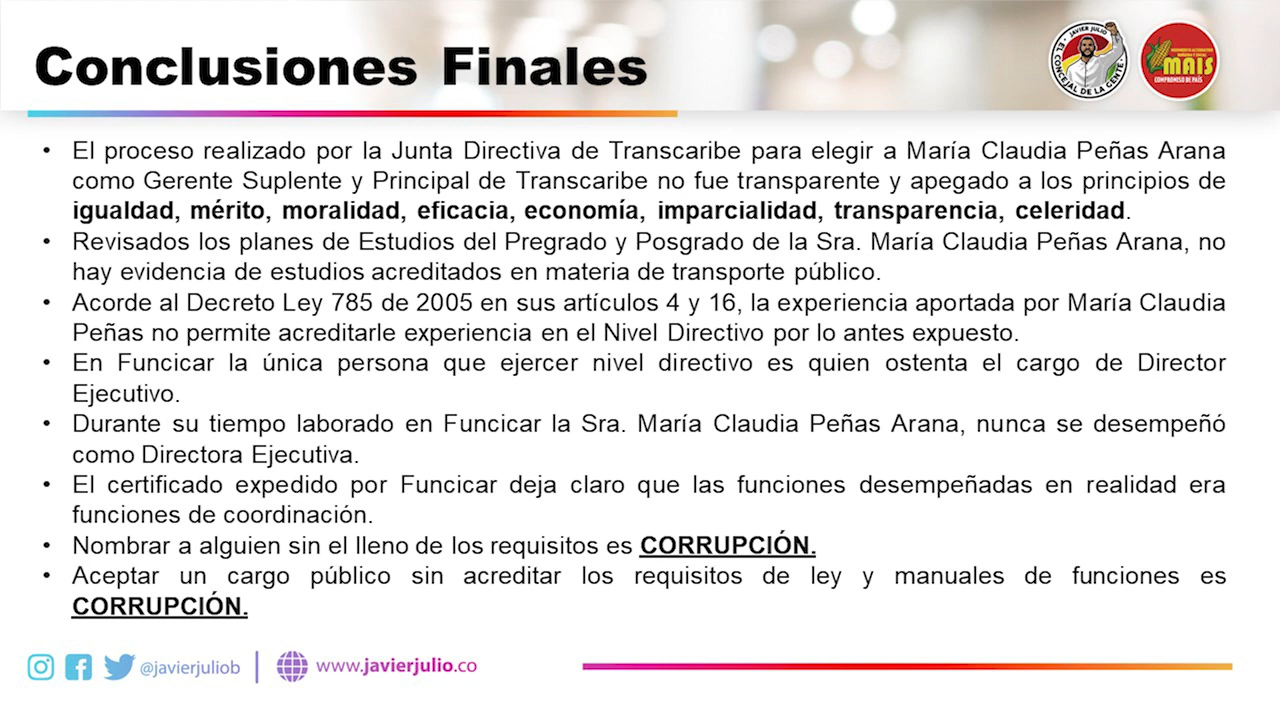 Conclusiones Finales
JAVIER JULIO
EL CONCEJAL DE LA GENTE
MAIS
COMPROMISO DE PAÍS
• El proceso realizado por la Junta Directiva de Transcaribe para elegir a María Claudia Peñas Arana
como Gerente Suplente y Principal de Transcaribe no fue transparente y apegado a los principios de
igualdad, mérito, moralidad, eficacia, economía, imparcialidad, transparencia, celeridad.
• Revisados los planes de Estudios del Pregrado y Posgrado de la Sra. María Claudia Peñas Arana, no
hay evidencia de estudios acreditados en materia de transporte público.
• Acorde al Decreto Ley 785 de 2005 en sus artículos 4 y 16, la experiencia aportada por María Claudia
Peñas no permite acreditarle experiencia en el Nivel Directivo por lo antes expuesto.
• En Funcicar la única persona que ejercer nivel directivo es quien ostenta el cargo de Director
Ejecutivo.
• Durante su tiempo laborado en Funcicar la Sra. María Claudia Peñas Arana, nunca se desempeñó
como Directora Ejecutiva.
• El certificado expedido por Funcicar deja claro que las funciones desempeñadas en realidad era
funciones de coordinación.
• Nombrar a alguien sin el lleno de los requisitos es CORRUPCIÓN.
• Aceptar un cargo público sin acreditar los requisitos de ley y manuales de funciones es
CORRUPCIÓN.
@javierjuliob
www.javierjulio.co